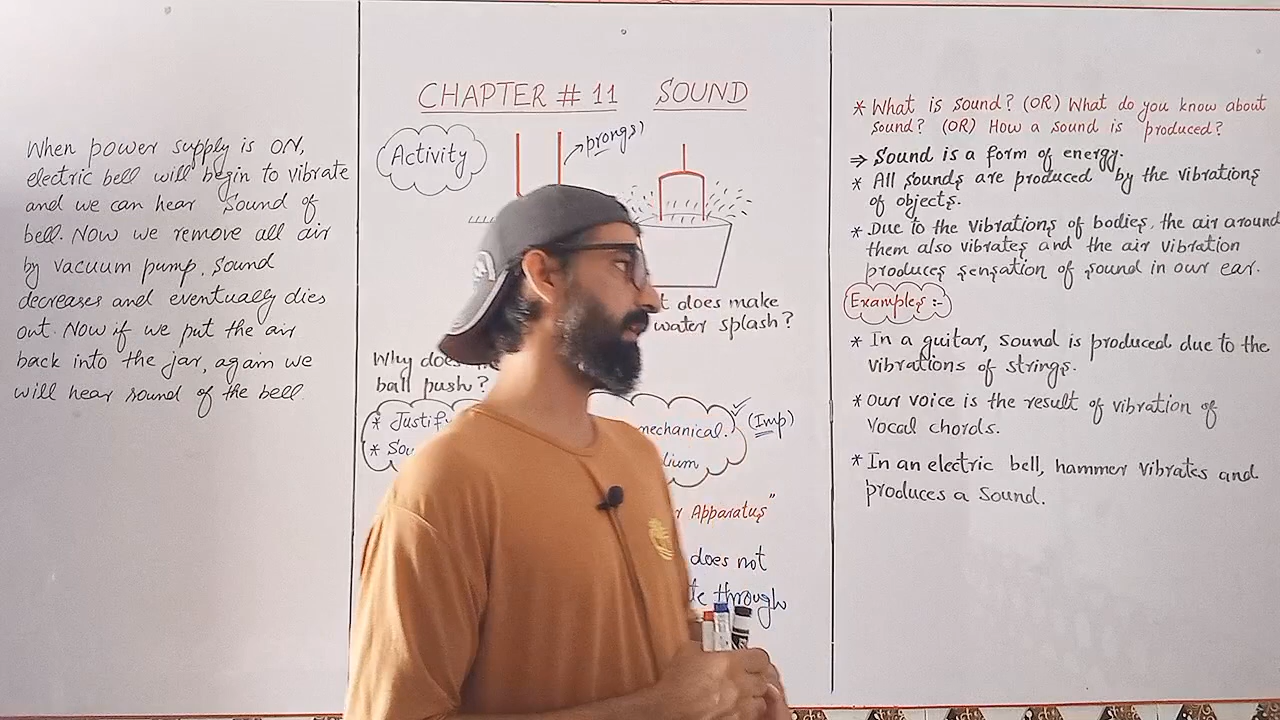 When power supply is ON,
electric bell will begin to vibrate
and we can hear sound of
bell. Now we remove all air
by vacuum pump. Sound
decreases and eventually dies
out. Now if we put the air
back into the jar, again we
will hear sound of the bell.
CHAPTER # 11 SOUND
Activity
prongs)
does make
water splash?
Why
ball push?
* Justify
mechanical. (Imp)
*
Apparatus"
does not
through
* What is sound? (OR) What do you know about
sound? (OR) How a sound is produced?
⇒ Sound is a form of energy.
* All sounds are produced by the vibrations
of objects.
* Due to the vibrations of bodies, the air around
them also vibrates and the air vibration
produces sensation of sound in our ear.
Examples :-
* In a guitar, sound is produced due to the
vibrations of strings.
* Our voice is the result of vibration of
vocal chords.
* In an electric bell, hammer vibrates and
produces a sound.